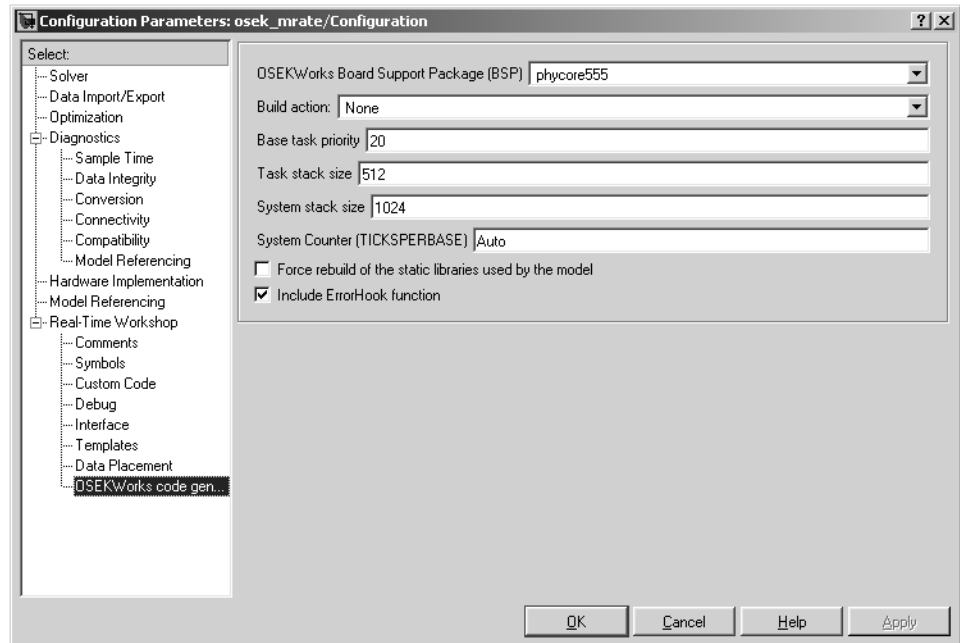 Configuration Parameters: osek_mrate/Configuration
Select:
Solver
Data Import/Export
Optimization
Diagnostics
Sample Time
Data Integrity
Conversion
Connectivity
Compatibility
Model Referencing
Hardware Implementation
Model Referencing
Real-Time Workshop
Comments
Symbols
Custom Code
Debug
Interface
Templates
Data Placement
OSEKWorks code gen...
OSEKWorks Board Support Package (BSP) phycore555
Build action: None
Base task priority 20
Task stack size 512
System stack size 1024
System Counter (TICKSPERBASE) Auto
Force rebuild of the static libraries used by the model
Include ErrorHook function
OK Cancel Help Apply